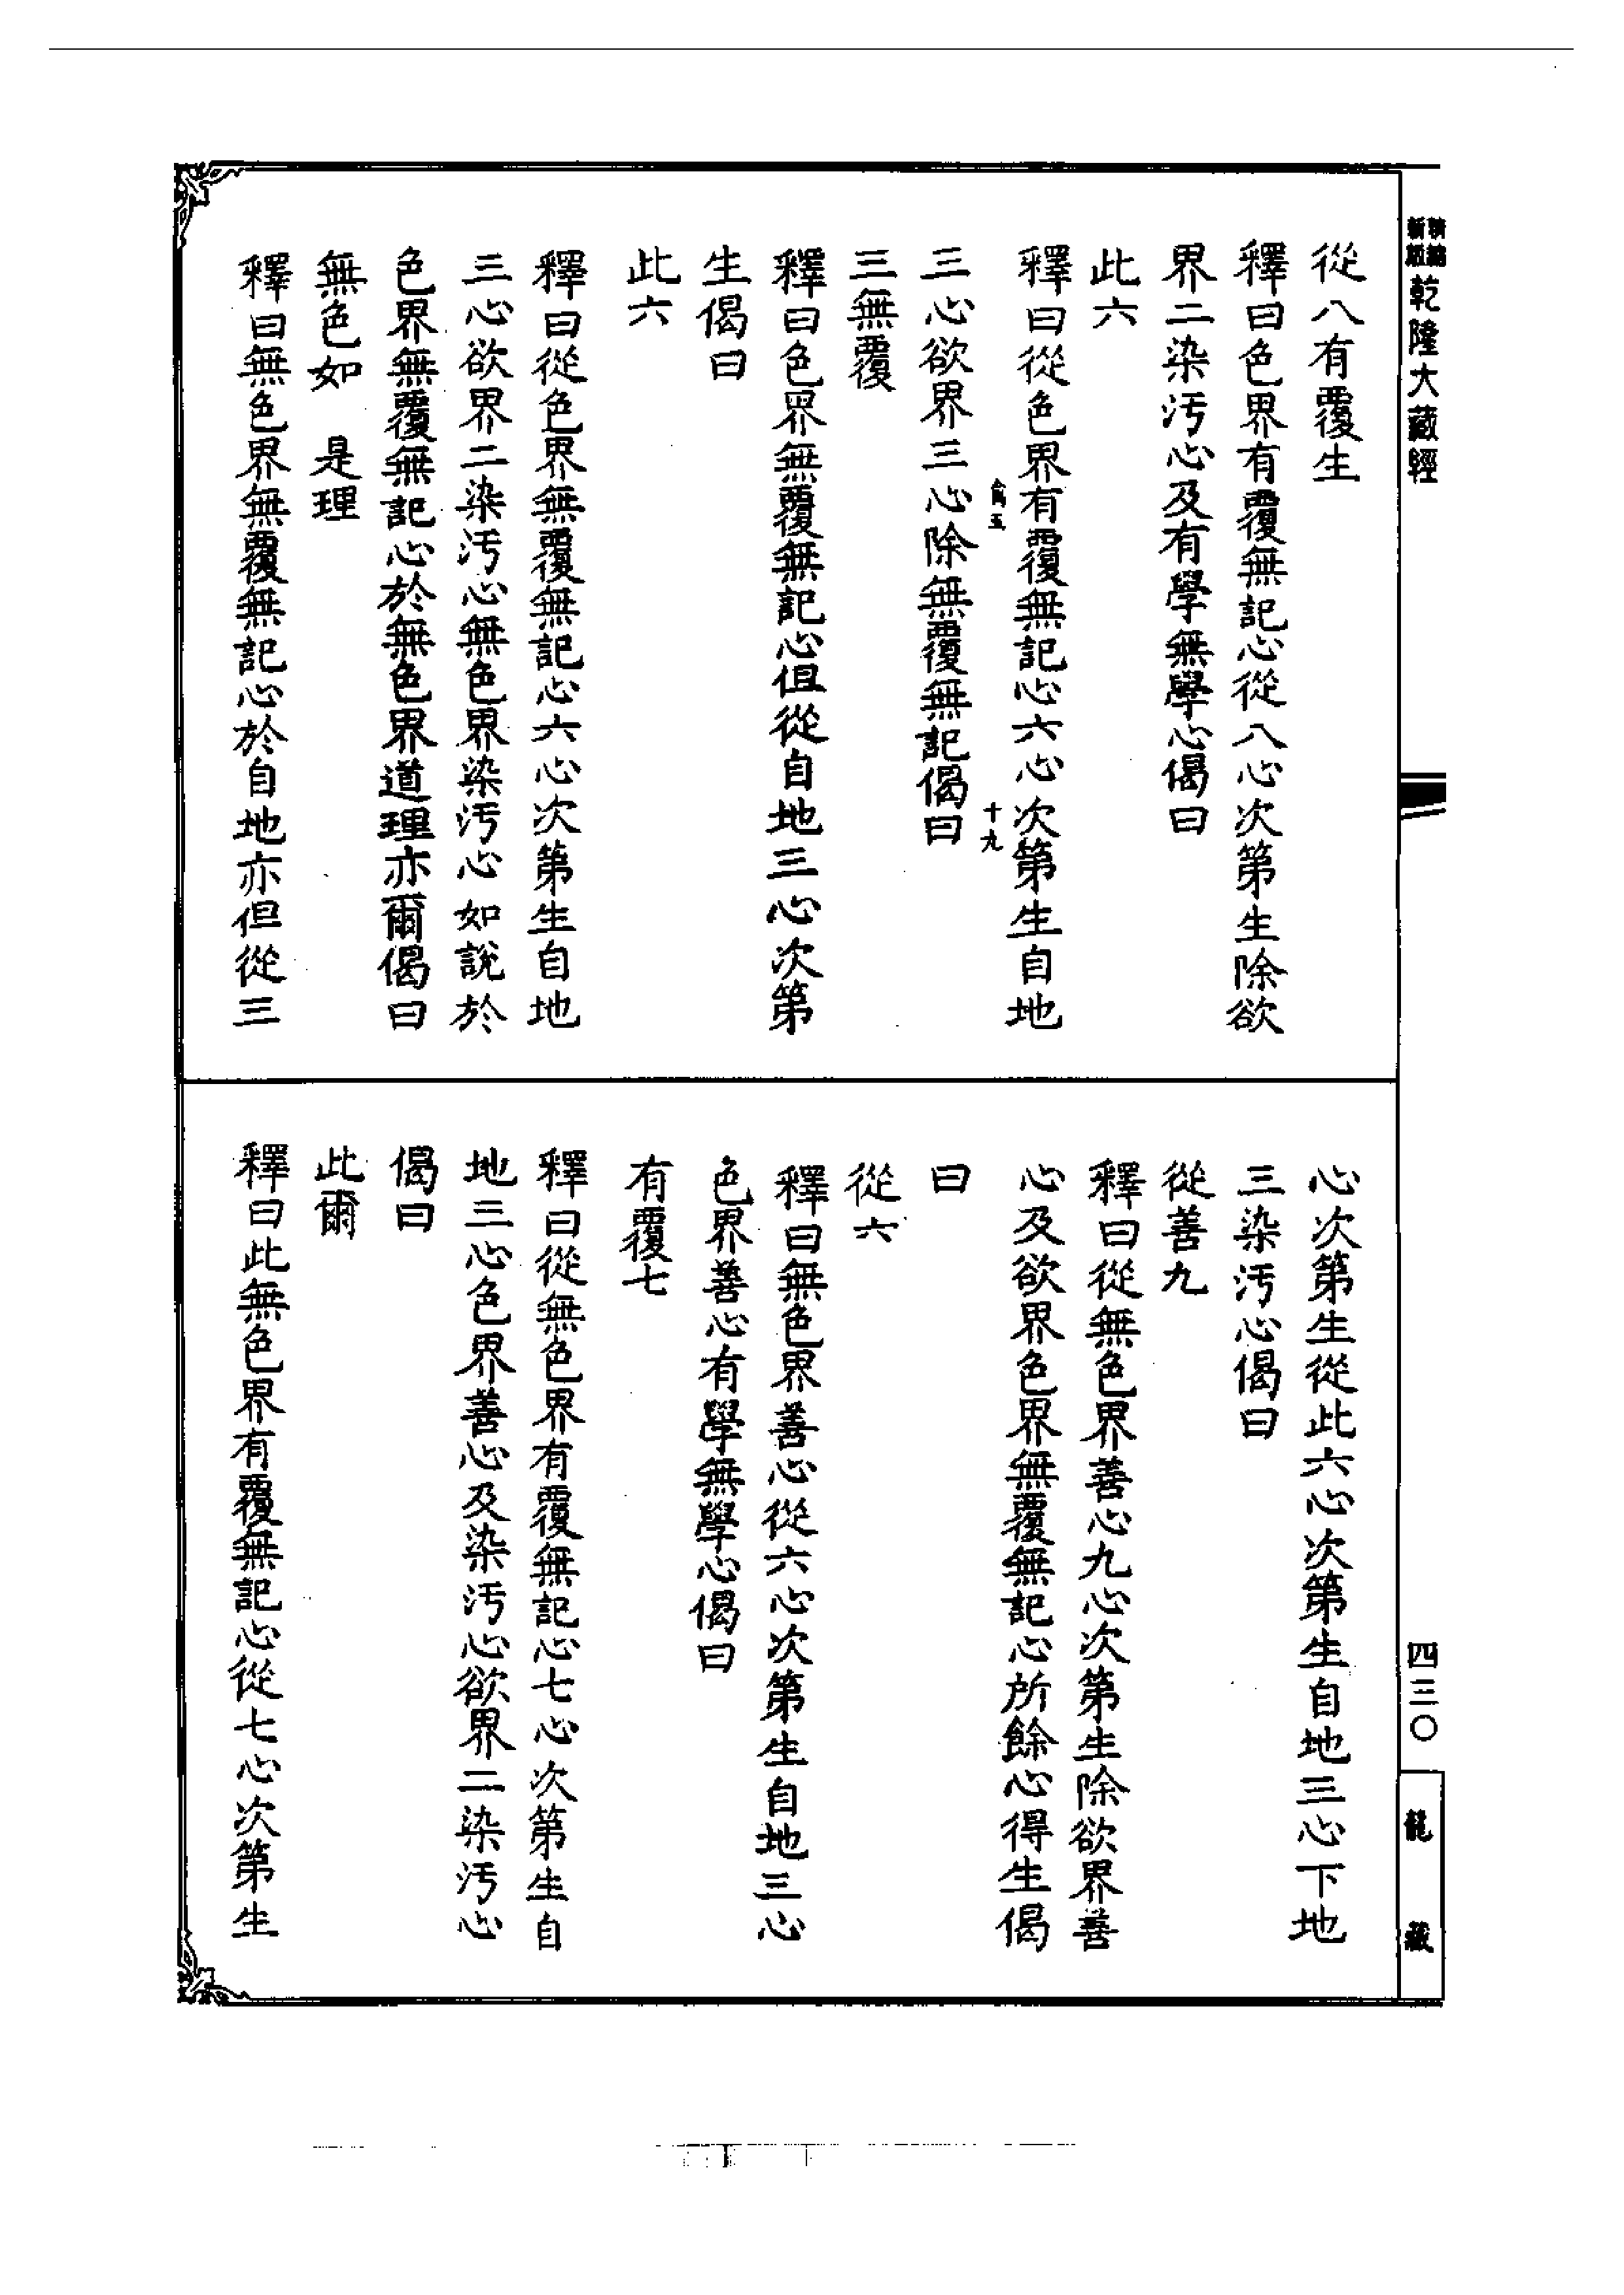 新編
新版
乾隆大藏經
從八有覆生
釋曰色界有覆無記心從八心次第生除欲
界二染汚心及有學無學心偈曰
此六
釋曰從色界有覆無記心六心次第生自地
十九
三心欲界三心除無覆無記偈曰
三無覆
釋曰色界無覆無記心但從自地三心次第
生偈曰
此六
釋曰從色界無覆無記心六心次第生自地
三心欲界二染汚心無色界染汚心如說於
色界無覆無記心於無色界道理亦爾偈曰
無色如是理
釋曰無色界無覆無記心於自地亦但從三
心次第生從此六心次第生自地三心下地
三染汚心偈曰
從善九
釋曰從無色界善心九心次第生除欲界善
心及欲界色界無覆無記心所餘心得生偈
曰
從六
釋曰無色界善心從六心次第生自地三心
色界善心有學無學心偈曰
有覆七
釋曰從無色界有覆無記心七心次第生自
地三心色界善心及染汚心欲界二染汚心
偈曰
此爾
釋曰此無色界有覆無記心從七心次第生
四三〇
龍藏